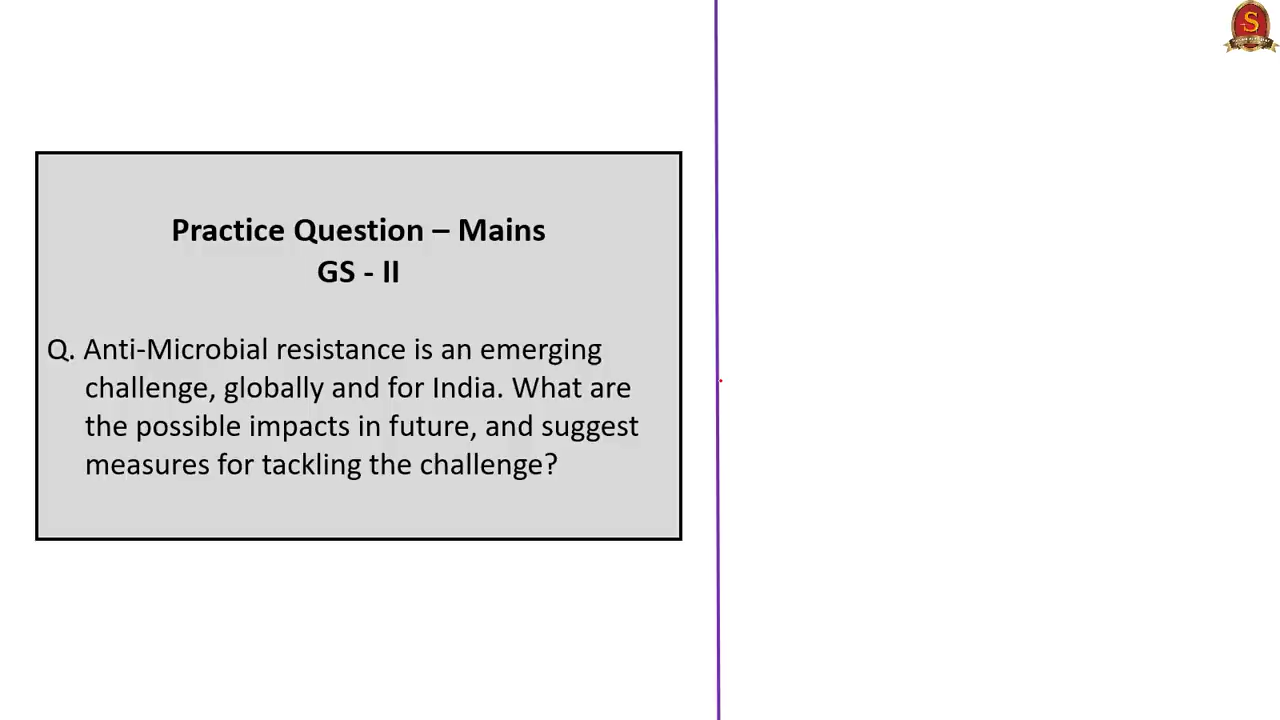 S
Practice Question – Mains
GS - II
Q. Anti-Microbial resistance is an emerging
challenge, globally and for India. What are
the possible impacts in future, and suggest
measures for tackling the challenge?